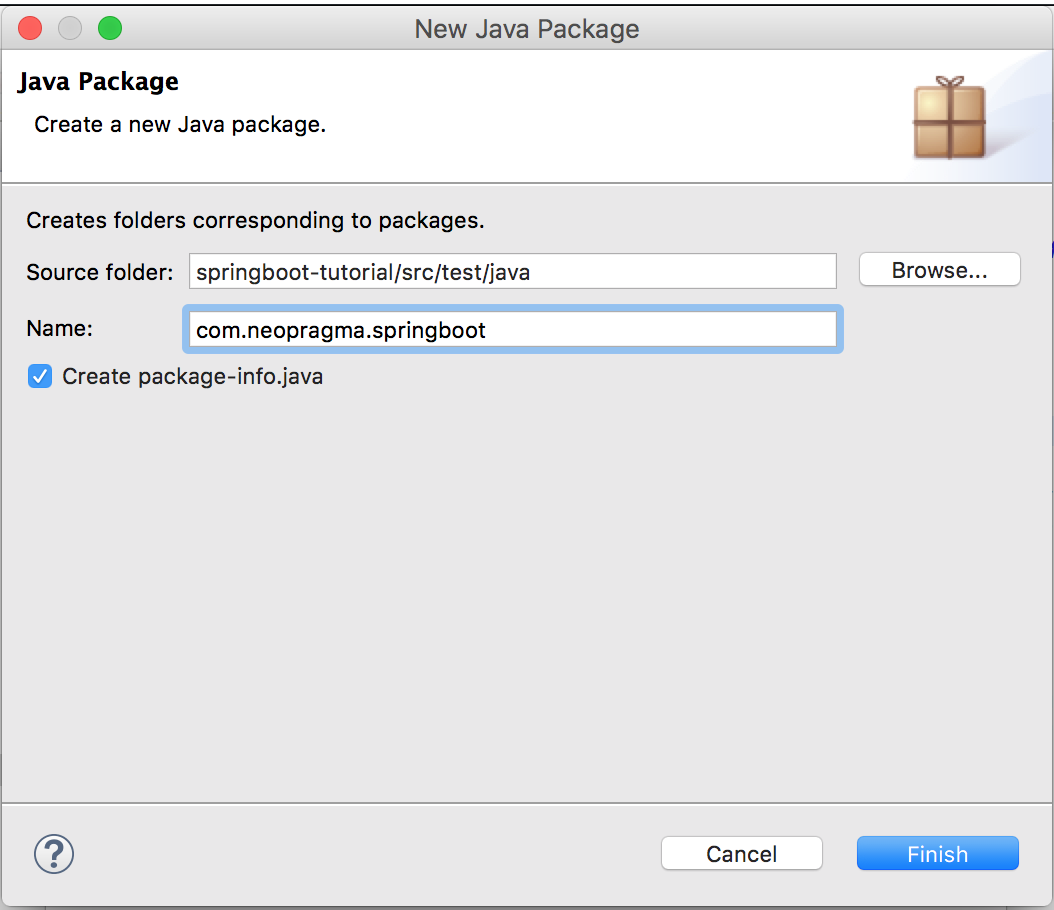 New Java Package
Java Package
Create a new Java package.
Creates folders corresponding to packages.
Source folder: springboot-tutorial/src/test/java Browse...
Name: com.neopragma.springboot
Create package-info.java
? Cancel Finish